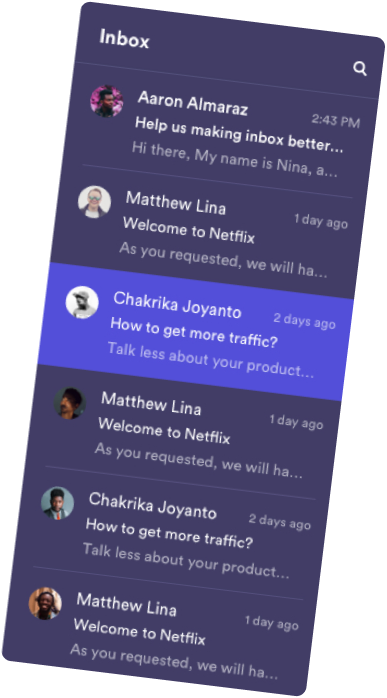 Inbox
Aaron Almaraz
2:43 PM
Help us making inbox better...
Hi there, My name is Nina, a...
Matthew Lina
1 day ago
Welcome to Netflix
As you requested, we will ha...
Chakrika Joyanto
2 days ago
How to get more traffic?
Talk less about your product...
Matthew Lina
1 day ago
Welcome to Netflix
As you requested, we will ha...
Chakrika Joyanto
2 days ago
How to get more traffic?
Talk less about your product...
Matthew Lina
1 day ago
Welcome to Netflix
As you requested, we will ha...